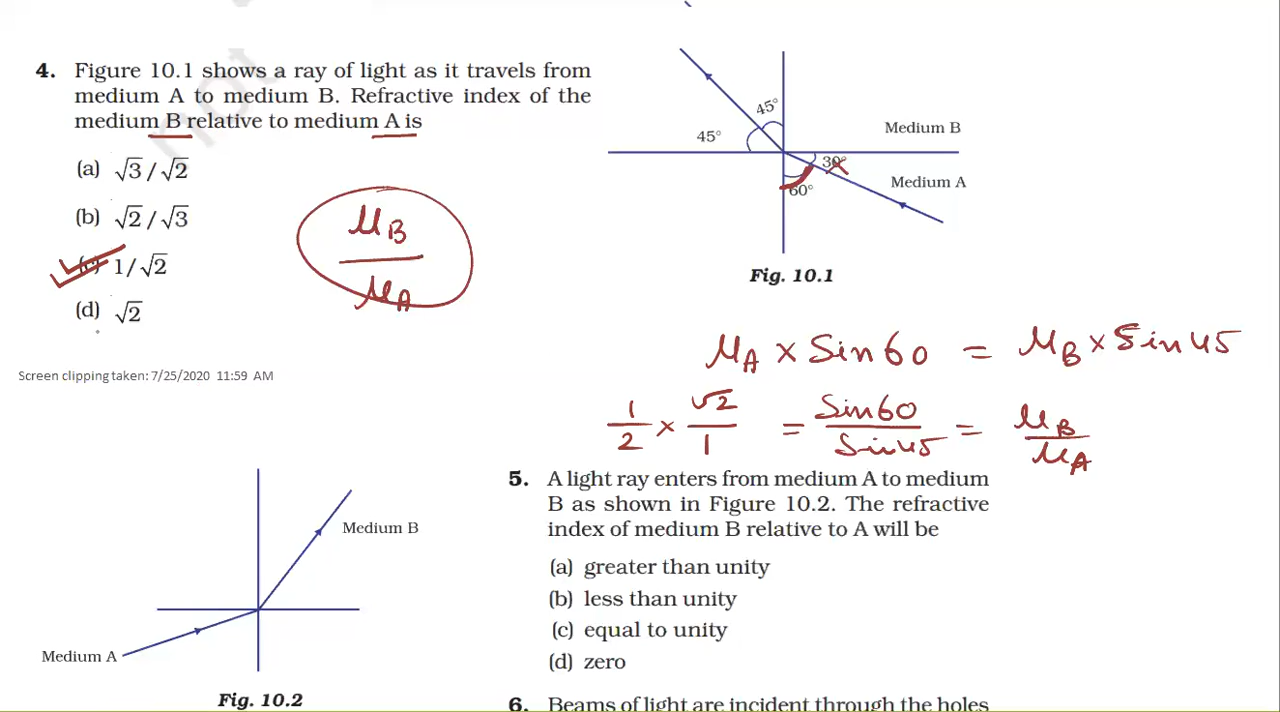 4. Figure 10.1 shows a ray of light as it travels from
medium A to medium B. Refractive index of the
medium B relative to medium A is
(a) √3/√2
(b) √2/√3
1/√2
(d) √2
μB
μA
Screen clipping taken: 7/25/2020 11:59 AM
45°
45°
Medium B
30°
60°
Medium A
Fig. 10.1
μA × Sin60 = μB × Sin45
1/2 × √2/1 = Sin60/Sin45 = μB/μA
Medium B
Medium A
Fig. 10.2
5. A light ray enters from medium A to medium
B as shown in Figure 10.2. The refractive
index of medium B relative to A will be
(a) greater than unity
(b) less than unity
(c) equal to unity
(d) zero
6. Beams of light are incident through the holes